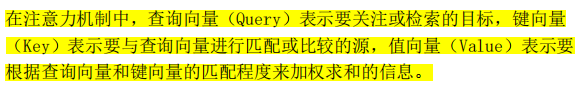 在注意力机制中，查询向量（Query）表示要关注或检索的目标，键向量
（Key）表示要与查询向量进行匹配或比较的源，值向量（Value）表示要
根据查询向量和键向量的匹配程度来加权求和的信息。